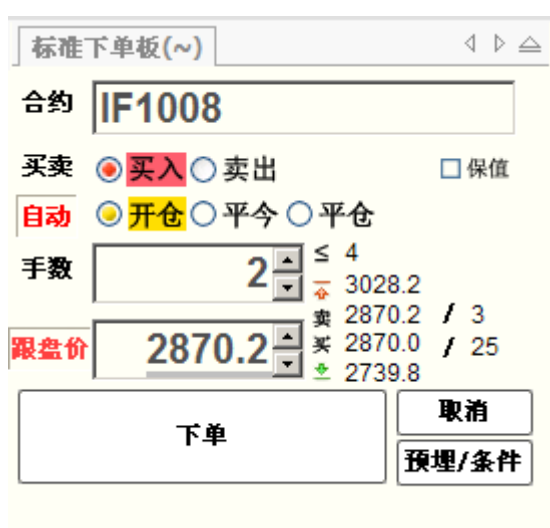 标准下单板(~)
合约 IF1008
买卖 买入 卖出 保值
自动 开仓 平今 平仓
手数 2 ≤ 4
3028.2
卖 2870.2 / 3
跟盘价 2870.2 买 2870.0 / 25
2739.8
下单 取消
预埋/条件